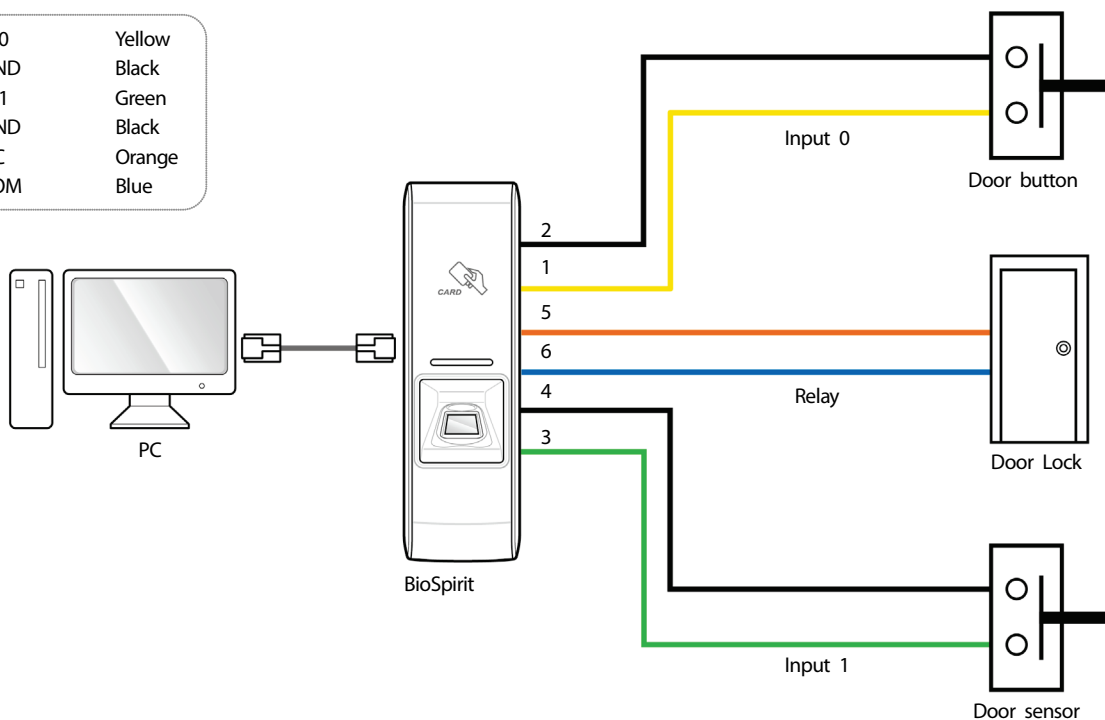 0 Yellow
ND Black
1 Green
ND Black
C Orange
OM Blue
Input 0
Door button
2
1
CARD
5
6
4
3
Relay
PC
Door Lock
BioSpirit
Input 1
Door sensor